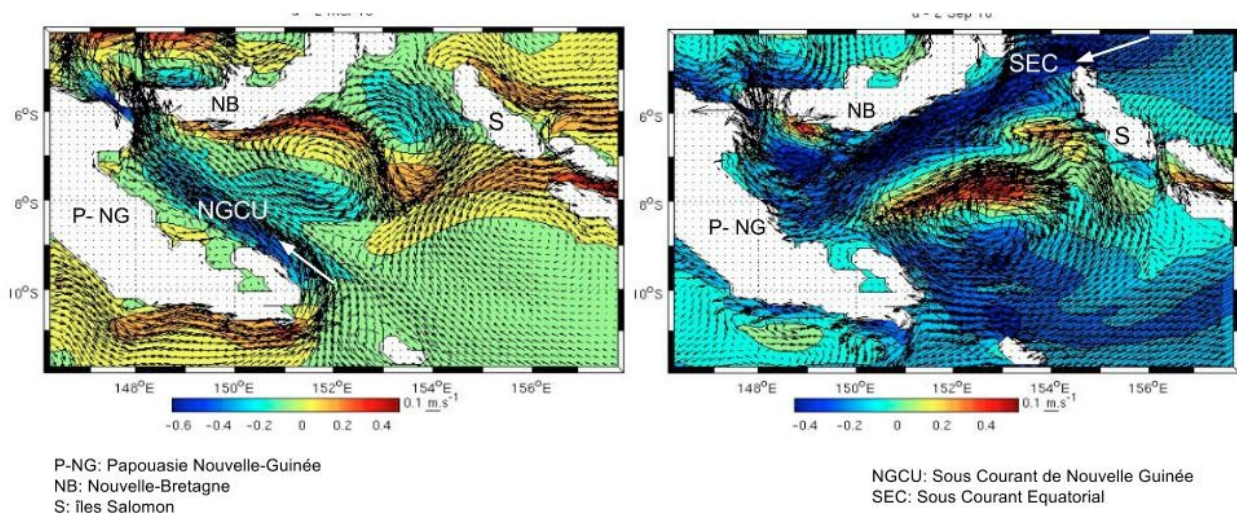 SEC
NB
NB
6°S
6°S
S
S
P- NG
NGCU
8°S
8°S
P- NG
10°S
10°S
148°E 150°E 152°E 154°E 156°E
148°E 150°E 152°E 154°E 156°E
0.1 m.s⁻¹
0.1 m.s⁻¹
-0.6 -0.4 -0.2 0 0.2 0.4
-0.4 -0.2 0 0.2 0.4
P-NG: Papouasie Nouvelle-Guinée
NB: Nouvelle-Bretagne
S: îles Salomon
NGCU: Sous Courant de Nouvelle Guinée
SEC: Sous Courant Equatorial